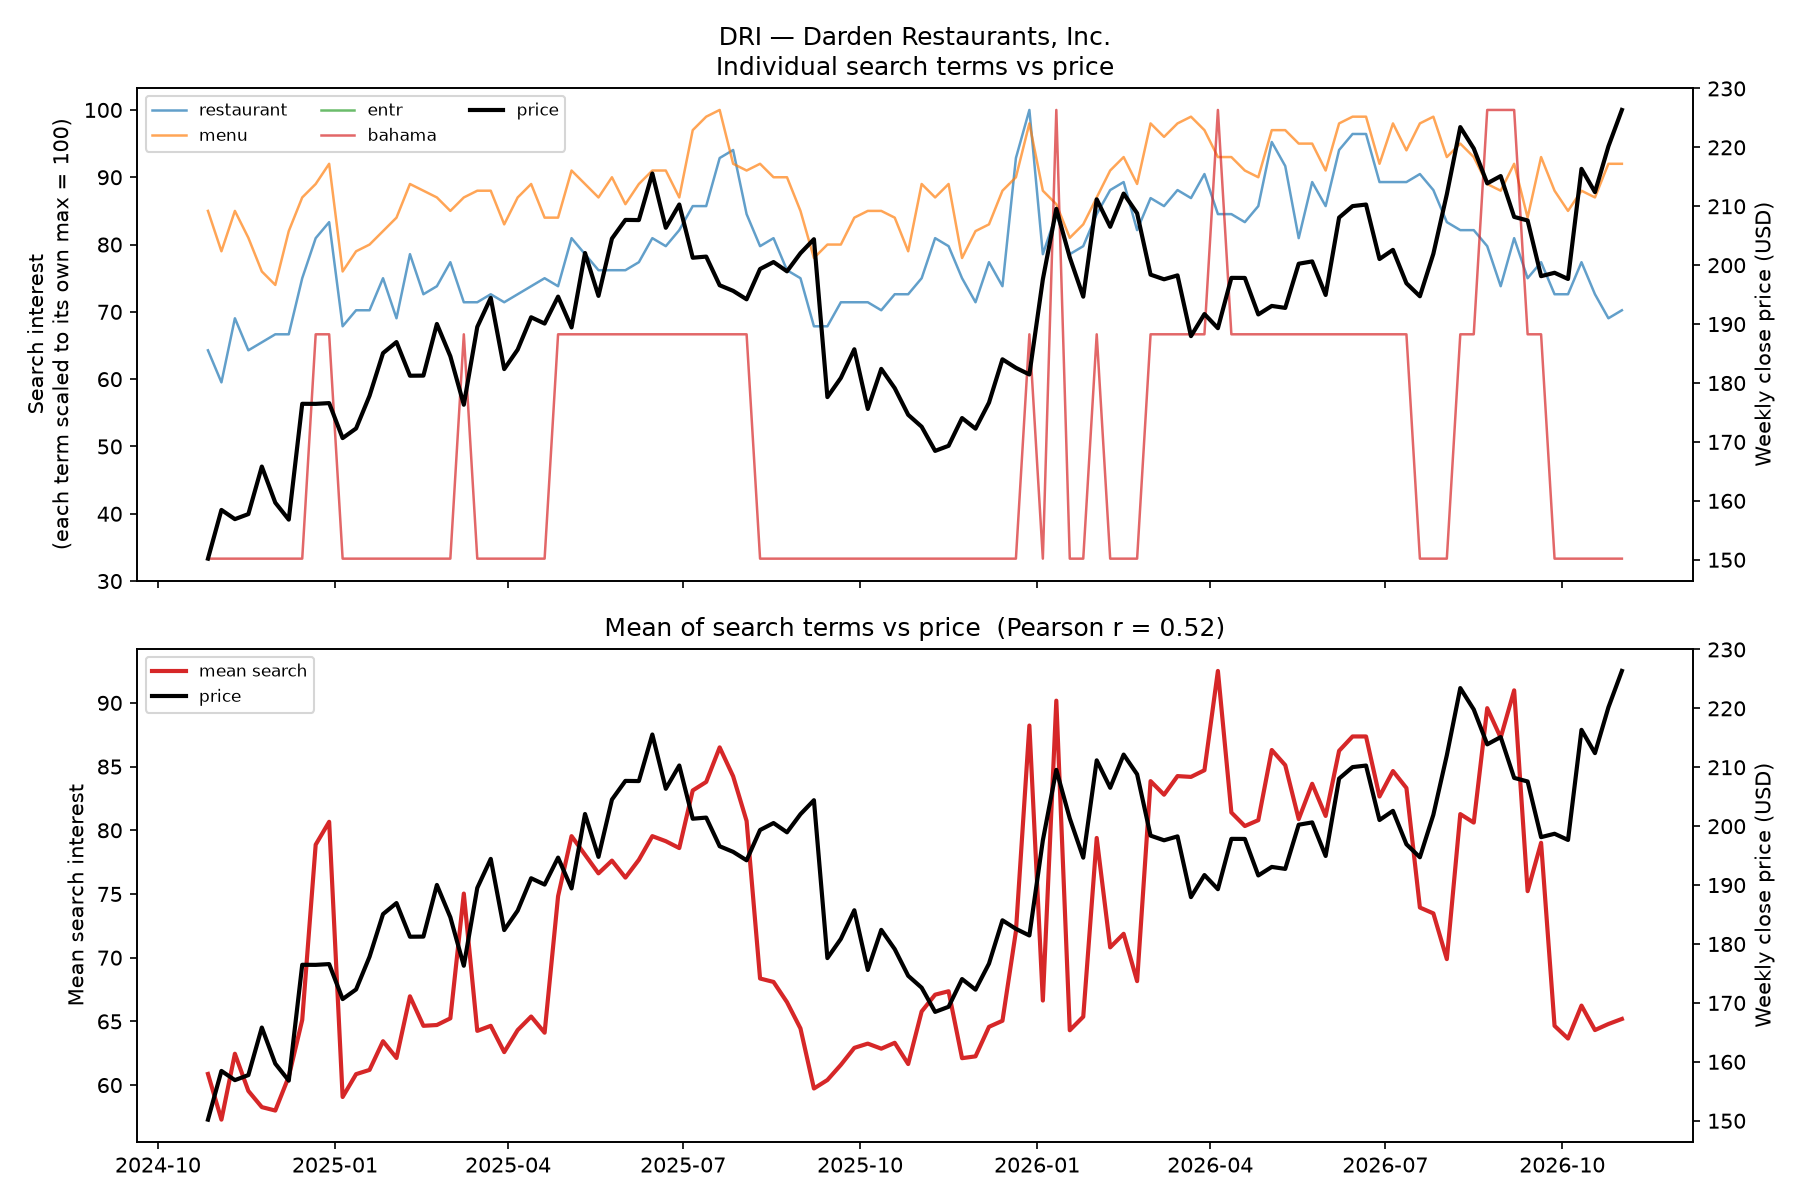 DRI — Darden Restaurants, Inc.
Individual search terms vs price
restaurant
menu
entr
bahama
price
100
90
80
70
60
50
40
30
Search interest
(each term scaled to its own max = 100)
230
220
210
200
190
180
170
160
150
Weekly close price (USD)
Mean of search terms vs price (Pearson r = 0.52)
mean search
price
90
85
80
75
70
65
60
Mean search interest
230
220
210
200
190
180
170
160
150
Weekly close price (USD)
2024-10
2025-01
2025-04
2025-07
2025-10
2026-01
2026-04
2026-07
2026-10